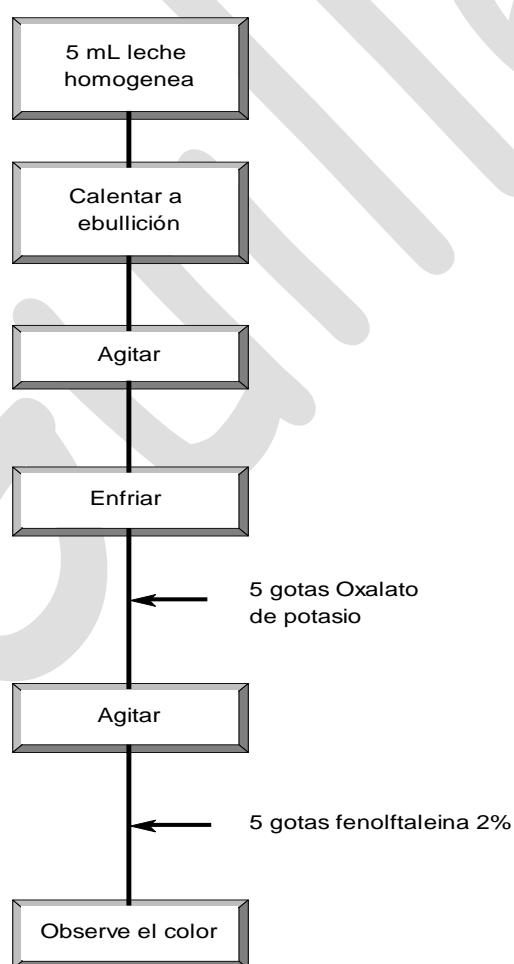 5 mL leche
homogenea
Calentar a
ebullición
Agitar
Enfriar
5 gotas Oxalato
de potasio
Agitar
5 gotas fenolftaleina 2%
Observe el color